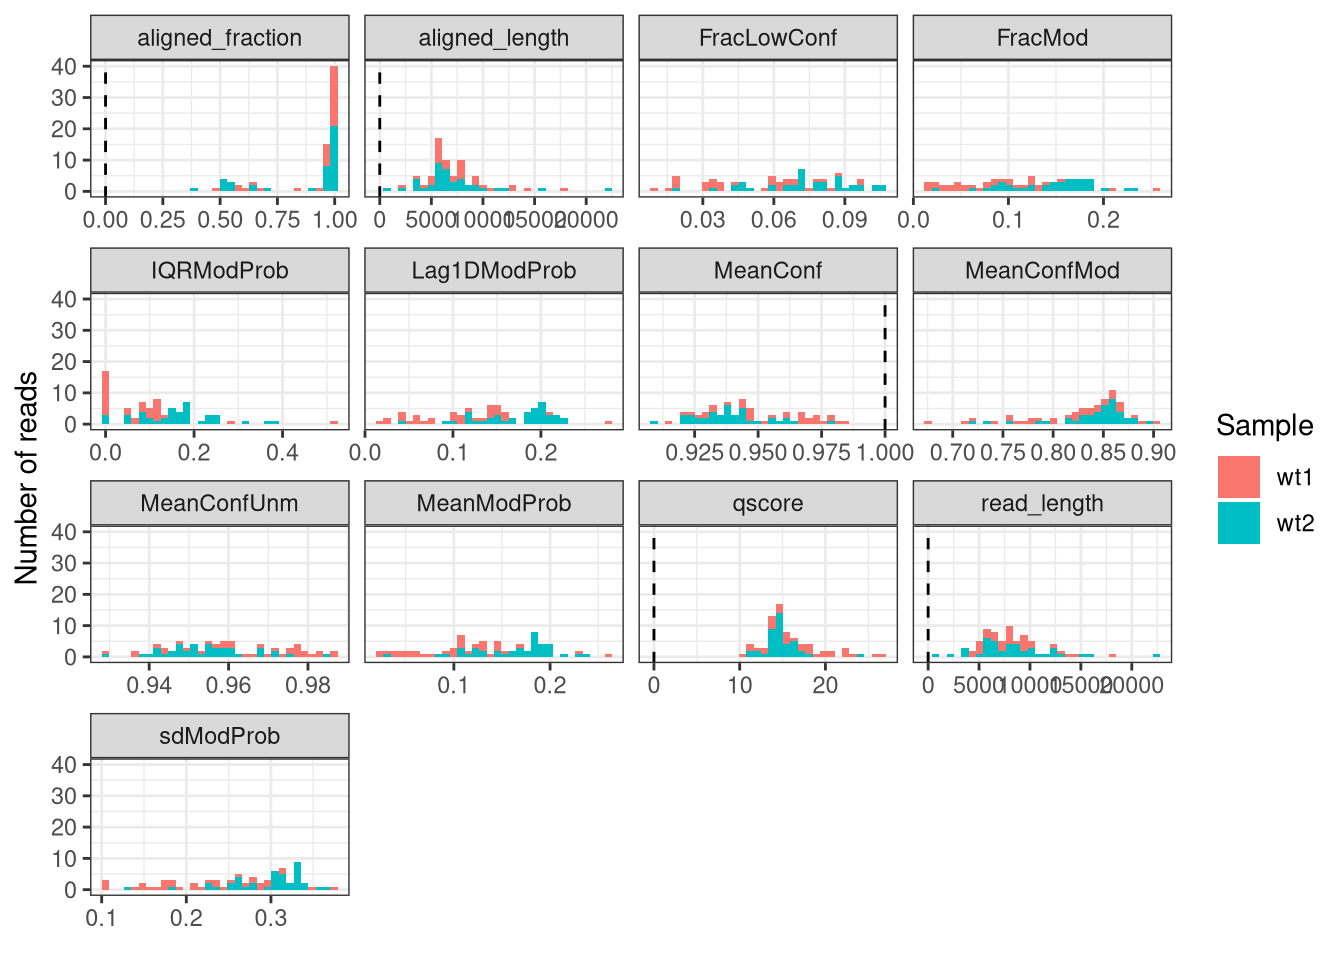 aligned_fraction aligned_length FracLowConf FracMod
40
30
20
10
0
0.00 0.25 0.50 0.75 1.00 0 5000 10000 15000 20000 0.03 0.06 0.09 0.0 0.1 0.2
IQRModProb Lag1DModProb MeanConf MeanConfMod
40
30
20
10
0
0.0 0.2 0.4 0.0 0.1 0.2 0.925 0.950 0.975 1.000 0.70 0.75 0.80 0.85 0.90
MeanConfUnm MeanModProb qscore read_length
40
30
20
10
0
0.94 0.96 0.98 0.1 0.2 0 10 20 0 5000 10000 15000 20000
sdModProb
40
30
20
10
0
0.1 0.2 0.3
Number of reads
Sample
wt1
wt2